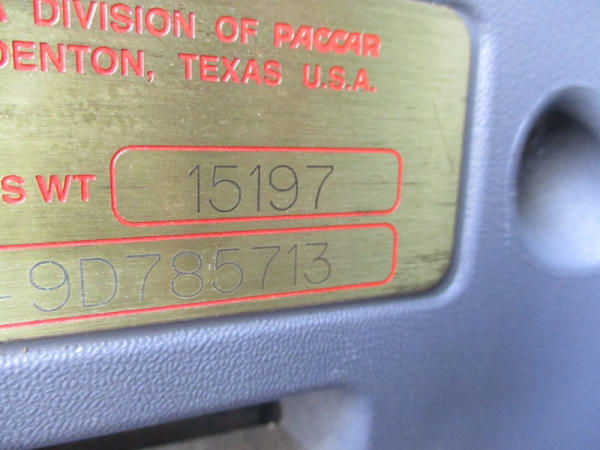 A DIVISION OF PACCAR
DENTON, TEXAS U.S.A.
S WT 15197
-9D785713